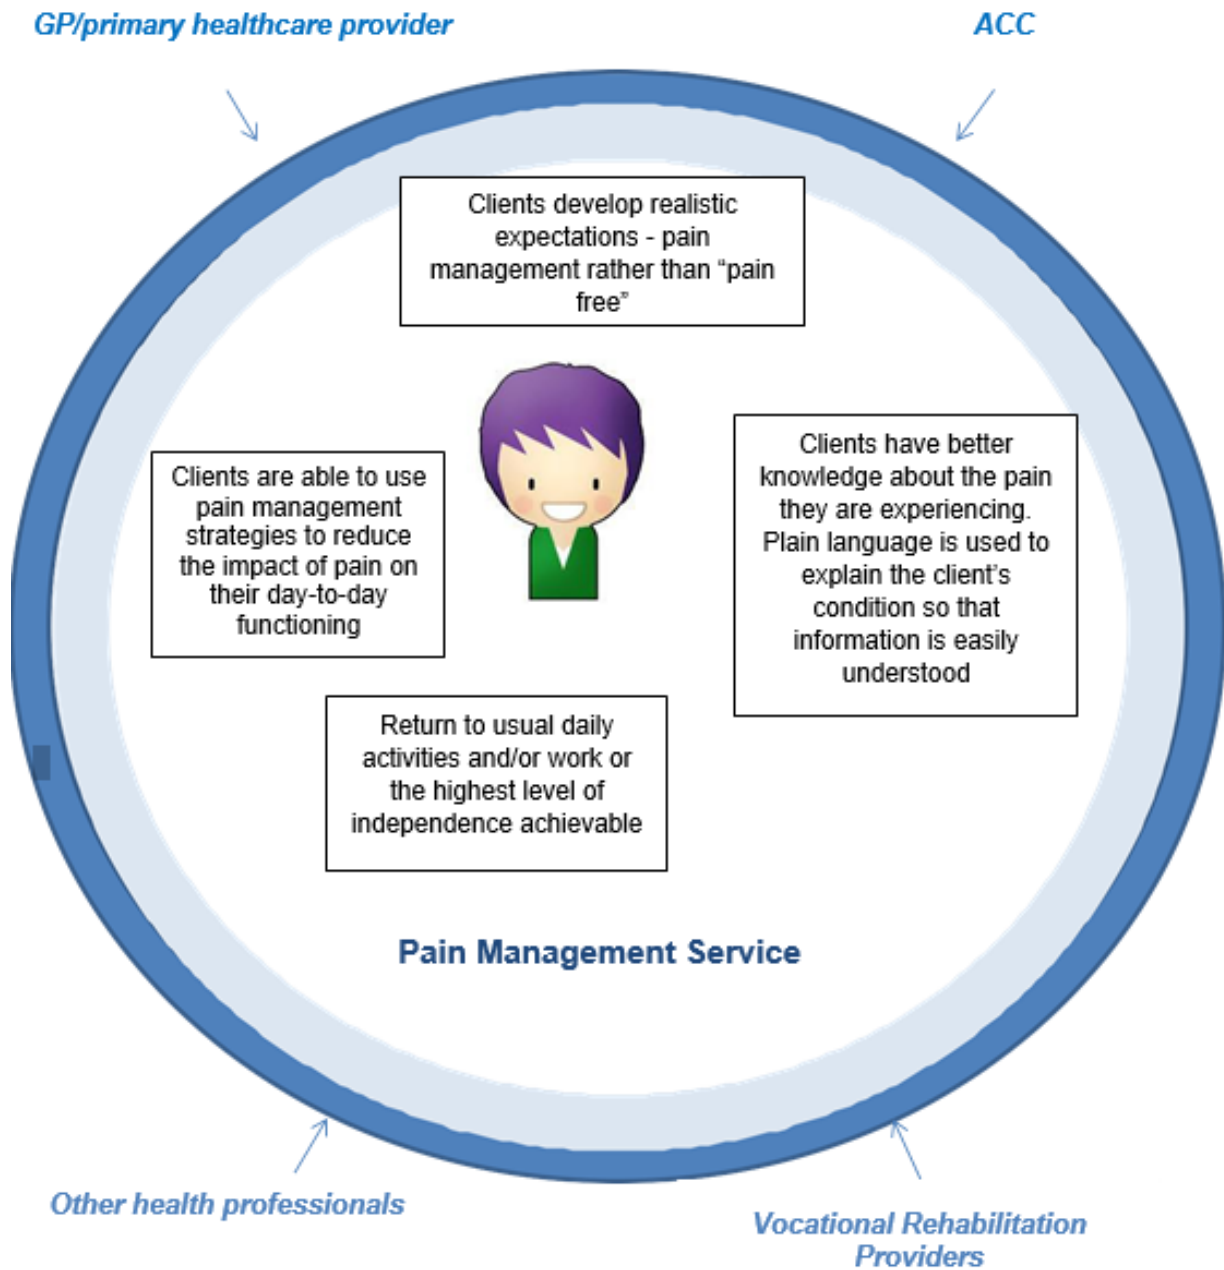 GP/primary healthcare provider
ACC
Clients develop realistic
expectations - pain
management rather than “pain
free”
Clients are able to use
pain management
strategies to reduce
the impact of pain on
their day-to-day
functioning
Clients have better
knowledge about the pain
they are experiencing.
Plain language is used to
explain the client’s
condition so that
information is easily
understood
Return to usual daily
activities and/or work or
the highest level of
independence achievable
Pain Management Service
Other health professionals
Vocational Rehabilitation
Providers